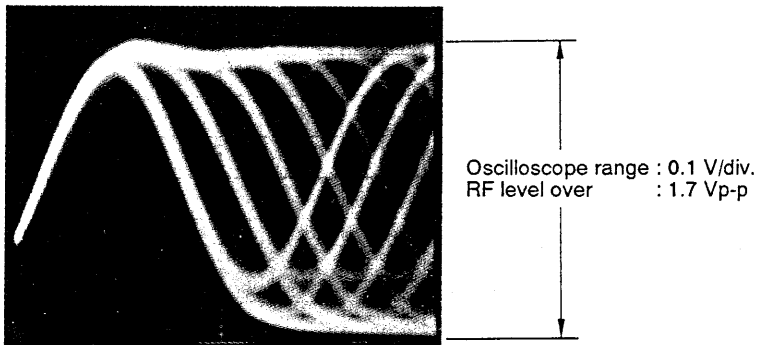 Oscilloscope range : 0.1 V/div.
RF level over : 1.7 Vp-p